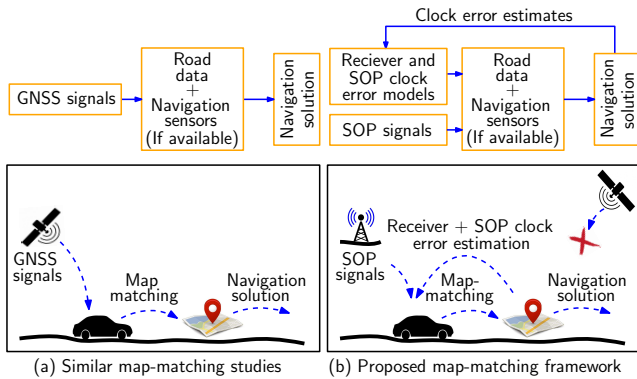 GNSS signals
Road
data
+
Navigation
sensors
(If available)
Navigation
solution
Clock error estimates
Reciever and
SOP clock
error models
SOP signals
Road
data
+
Navigation
sensors
(If available)
Navigation
solution
GNSS
signals
Map
matching
Navigation
solution
(a) Similar map-matching studies
SOP
signals
Receiver + SOP clock
error estimation
Map-
matching
Navigation
solution
(b) Proposed map-matching framework